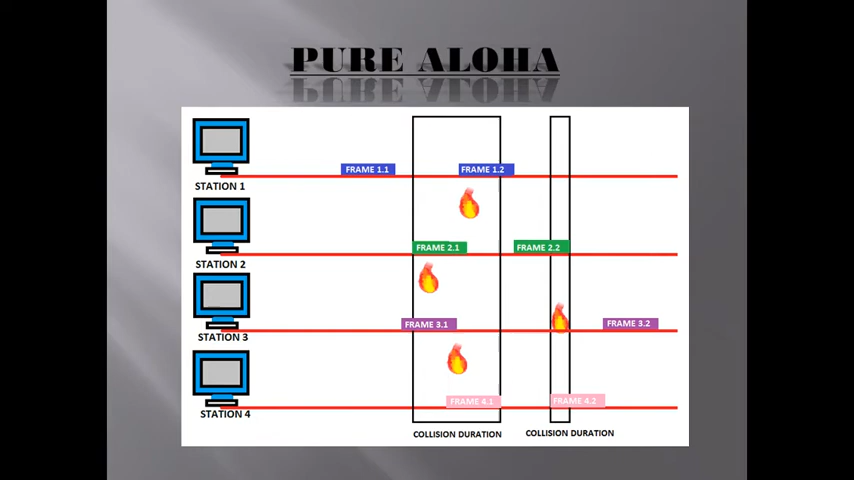 PURE ALOHA
FRAME 1.1
FRAME 1.2
STATION 1
FRAME 2.1
FRAME 2.2
STATION 2
FRAME 3.1
FRAME 3.2
STATION 3
FRAME 4.1
FRAME 4.2
STATION 4
COLLISION DURATION
COLLISION DURATION